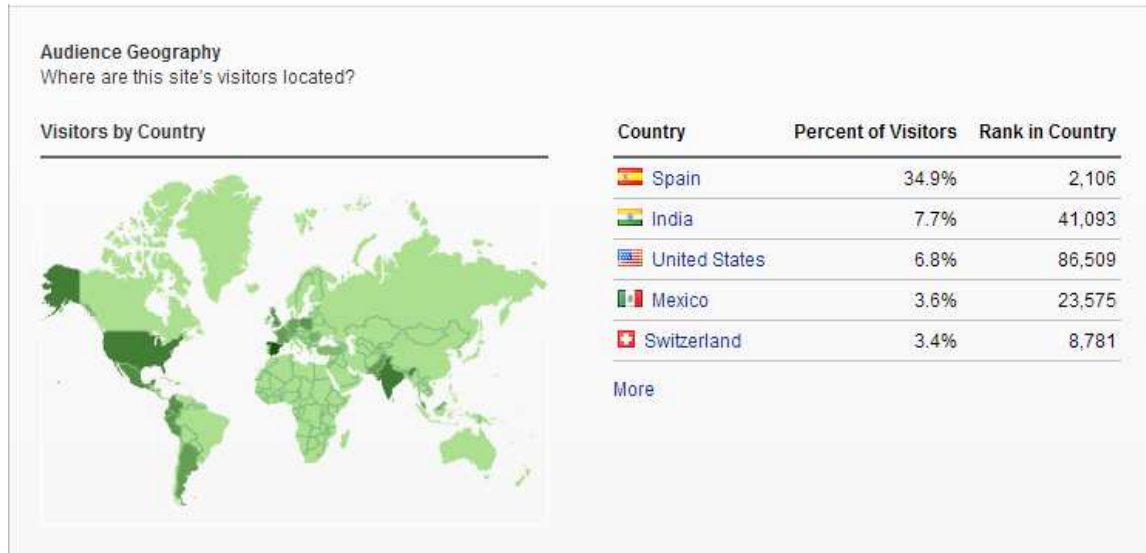 Audience Geography
Where are this site's visitors located?
Visitors by Country
Country Percent of Visitors Rank in Country
Spain 34.9% 2,106
India 7.7% 41,093
United States 6.8% 86,509
Mexico 3.6% 23,575
Switzerland 3.4% 8,781
More